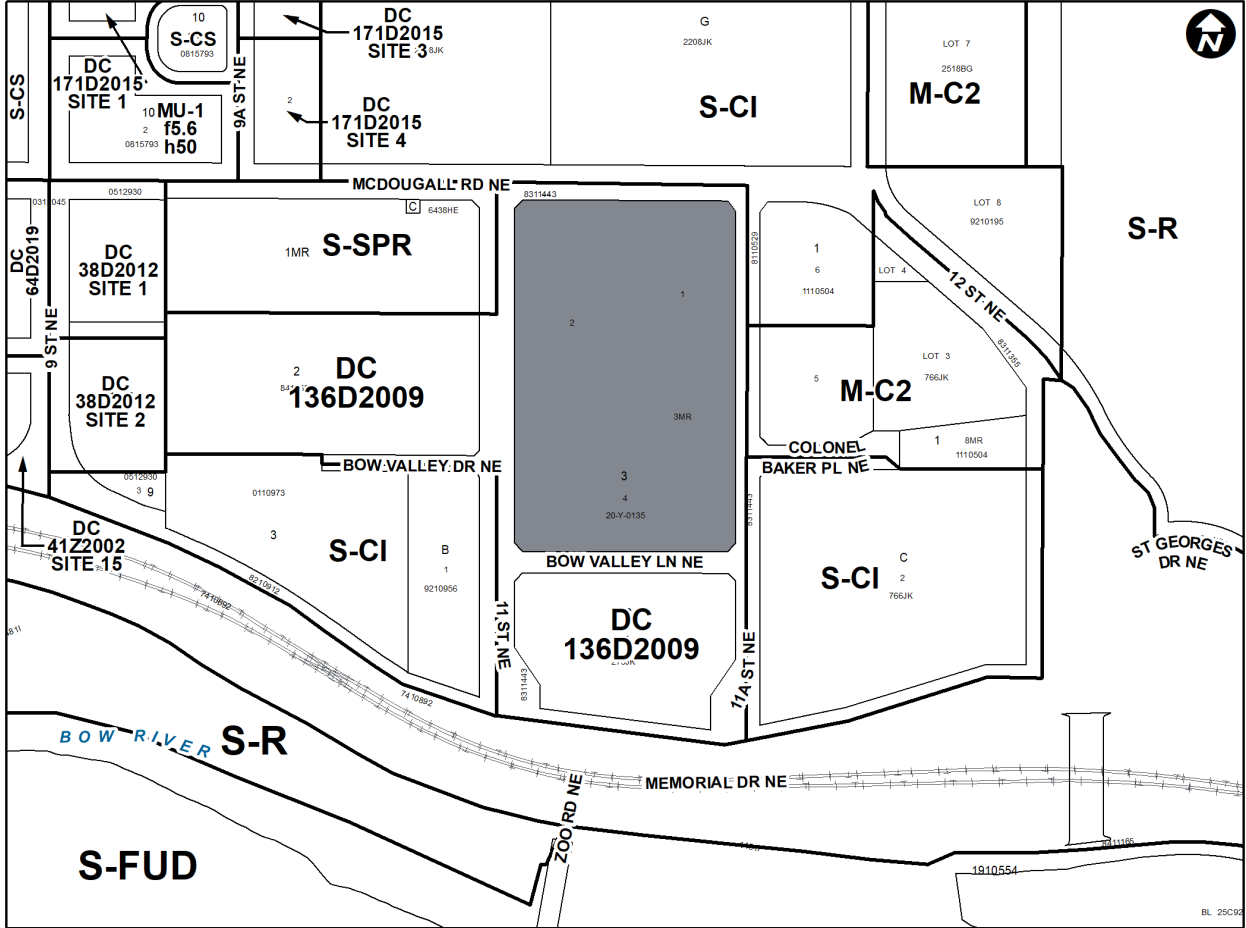 10
S-CS
0815793
DC
171D2015
SITE 3
8JK
G
2208JK
LOT 7
2518BG
M-C2
N
S-CS
DC
171D2015
SITE 1
10 MU-1
2 f5.6
0815793 h50
9A ST NE
2
DC
171D2015
SITE 4
S-CI
MCDOUGALL RD NE
0512930
8311443
C
6438HE
1MR
S-SPR
DC
64D2019
9 ST NE
DC
38D2012
SITE 1
8110529
1
6
1110504
LOT 4
LOT 8
9210195
S-R
12 ST NE
8311355
1
2
DC
136D2009
2
DC
38D2012
SITE 2
3MR
5
LOT 3
766JK
M-C2
1
8MR
1110504
COLONEL
BAKER PL NE
BOW VALLEY DR NE
0512930
3 9
0110973
3
S-CI
B
1
9210956
3
4
20-Y-0135
8311443
BOW VALLEY LN NE
DC
41Z2002
SITE 15
8210912
7410892
DC
136D2009
11 ST NE
8311443
11A ST NE
S-CI
C
2
766JK
ST GEORGES
DR NE
7410892
BOW RIVER
S-R
MEMORIAL DR NE
ZOO RD NE
S-FUD
8411165
1910554
BL 25C92